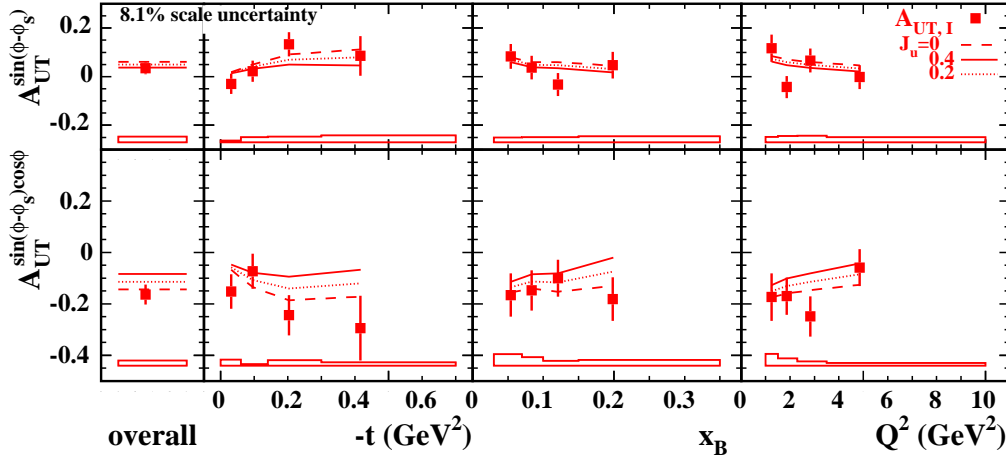 8.1% scale uncertainty
A_UT^sin(ϕ-ϕ_s)
0.2
0
-0.2
A_UT, I
J_u=0
0.4
0.2
A_UT^sin(ϕ-ϕ_s)cosϕ
0.2
0
-0.2
-0.4
0 0.2 0.4 0.6 0 0.1 0.2 0.3 0 2 4 6 8 10
overall -t (GeV²) x_B Q² (GeV²)